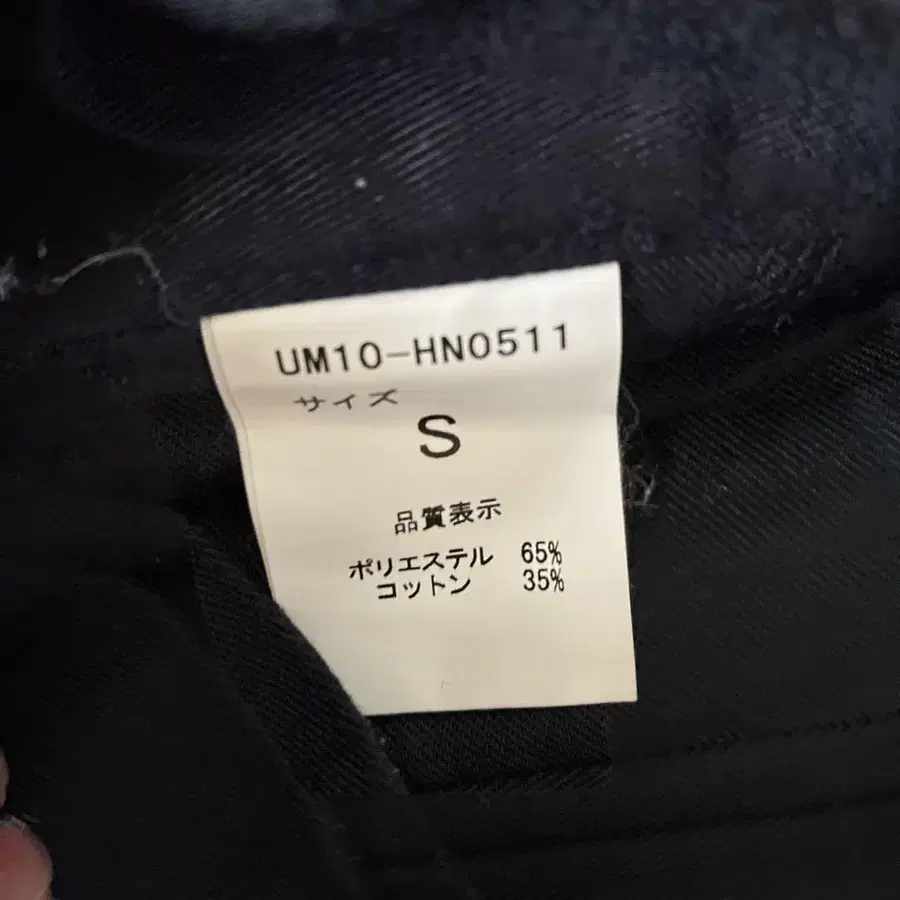 UM10-HN0511
サイズ
S
品質表示
ポリエステル 65%
コットン 35%